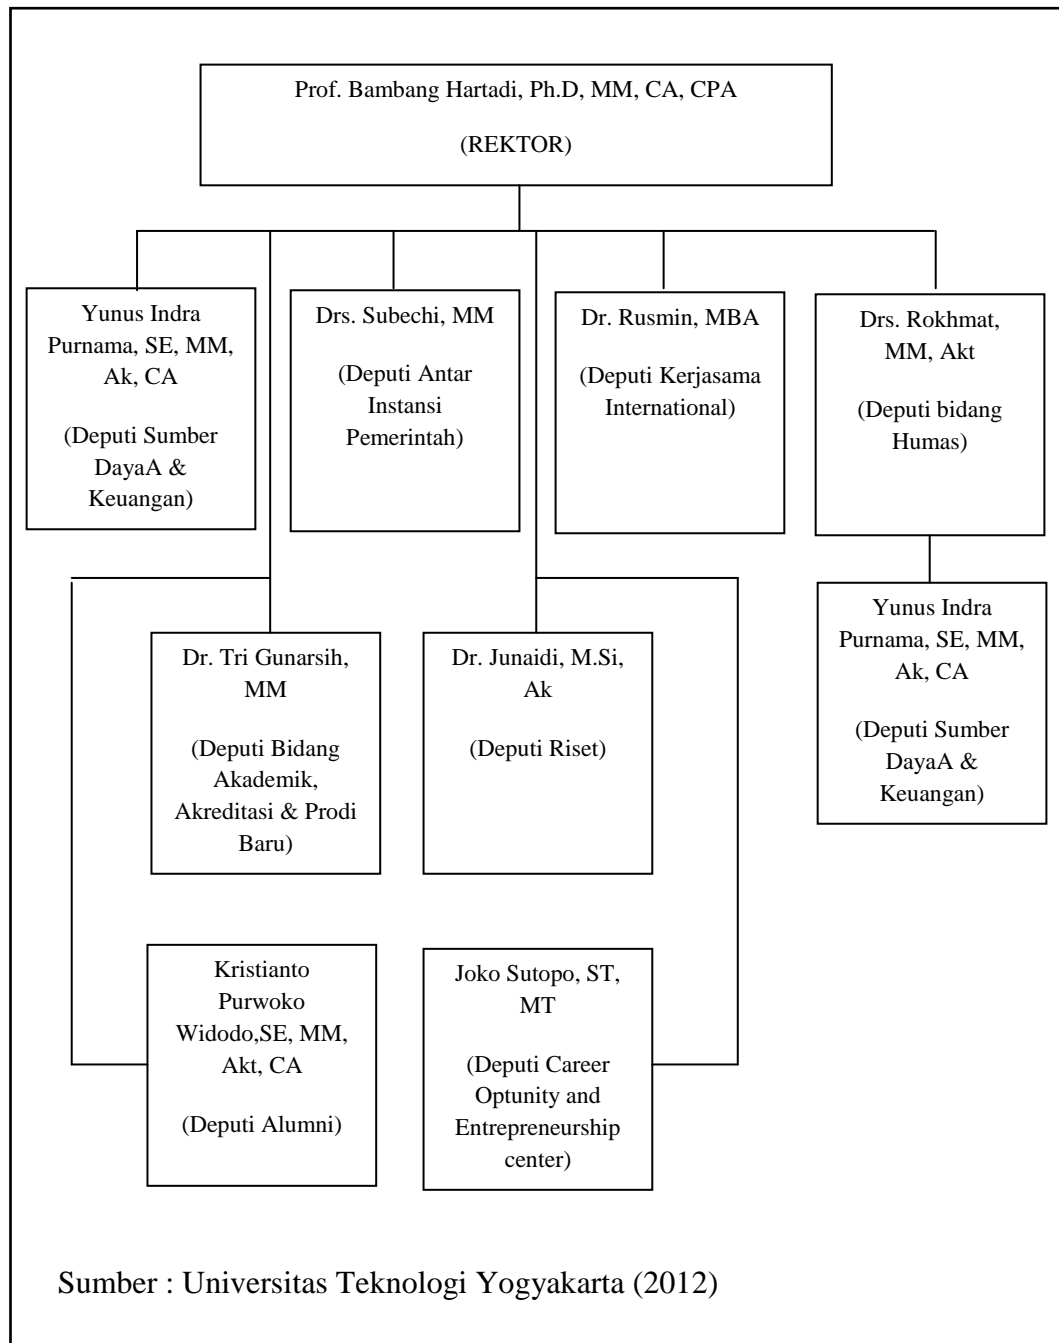 Prof. Bambang Hartadi, Ph.D, MM, CA, CPA
(REKTOR)
Yunus Indra
Purnama, SE, MM,
Ak, CA
(Deputi Sumber
DayaA &
Keuangan)
Drs. Subechi, MM
(Deputi Antar
Instansi
Pemerintah)
Dr. Rusmin, MBA
(Deputi Kerjasama
International)
Drs. Rokhmat,
MM, Akt
(Deputi bidang
Humas)
Dr. Tri Gunarsih,
MM
(Deputi Bidang
Akademik,
Akreditasi & Prodi
Baru)
Dr. Junaidi, M.Si,
Ak
(Deputi Riset)
Yunus Indra
Purnama, SE, MM,
Ak, CA
(Deputi Sumber
DayaA &
Keuangan)
Kristianto
Purwoko
Widodo,SE, MM,
Akt, CA
(Deputi Alumni)
Joko Sutopo, ST,
MT
(Deputi Career
Optunity and
Entrepreneurship
center)
Sumber : Universitas Teknologi Yogyakarta (2012)